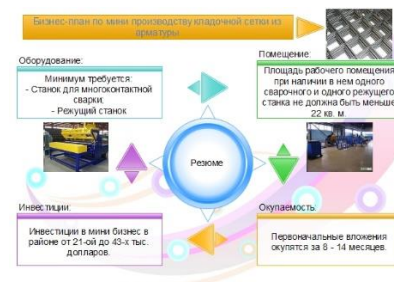 Бизнес-план по мини производству кладочной сетки из
арматуры
Оборудование:
Минимум требуется:
- Станок для многоконтактной
сварки;
- Режущий станок
Помещение:
Площадь рабочего помещения
при наличии в нем одного
сварочного и одного режущего
станка не должна быть меньше
22 кв. м.
Резюме
Инвестиции:
Инвестиции в мини бизнес в
районе от 21-ой до 43-х тыс.
долларов.
Окупаемость:
Первоначальные вложения
окупятся за 8 - 14 месяцев.